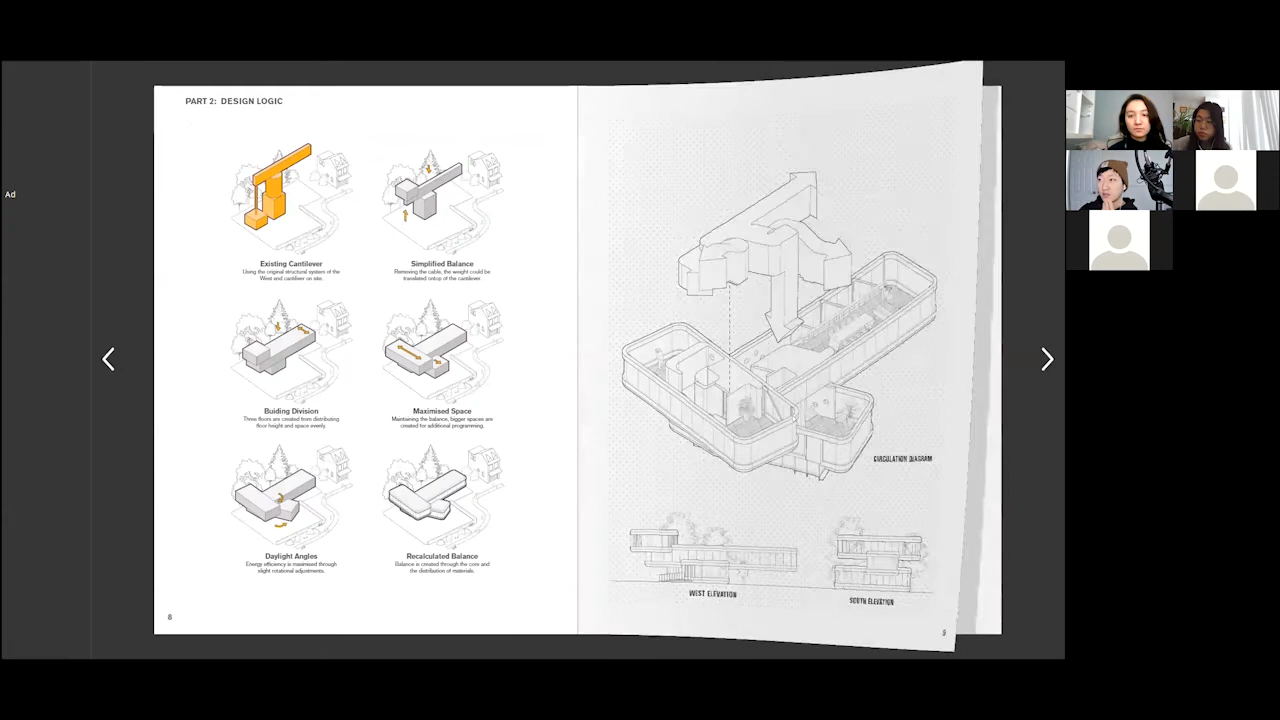 Ad
PART 2: DESIGN LOGIC
Existing Cantilever
Using the original structural system of the
West end cantilever on site.
Simplified Balance
Removing the cable, the weight could be
translated ontop of the cantilever
Buiding Division
Three floors are created from distributing
floor height and space evenly.
Maximised Space
Maintaining the balance, bigger spaces are
created for additional programming.
Daylight Angles
Energy efficiency is maximised through
slight rotational adjustments.
Recalculated Balance
Balance is created through the core and
the distribution of materials.
8
CIRCULATION DIAGRAM
WEST ELEVATION
SOUTH ELEVATION
9